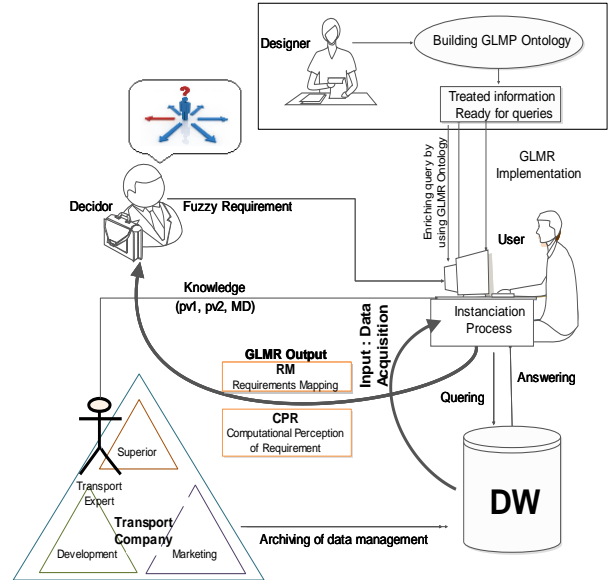 Designer
Building GLMP Ontology
Treated information
Ready for queries
?
GLMR
Implementation
Enriching query by
using GLMR Ontology
Decidor
Fuzzy Requirement
User
Knowledge
(pv1, pv2, MD)
Input : Data
Acquisition
Instanciation
Process
GLMR Output
RM
Requirements Mapping
CPR
Computational Perception
of Requirement
Quering
Answering
Superior
Transport
Expert
Transport
Company
Development
Marketing
Archiving of data management
DW